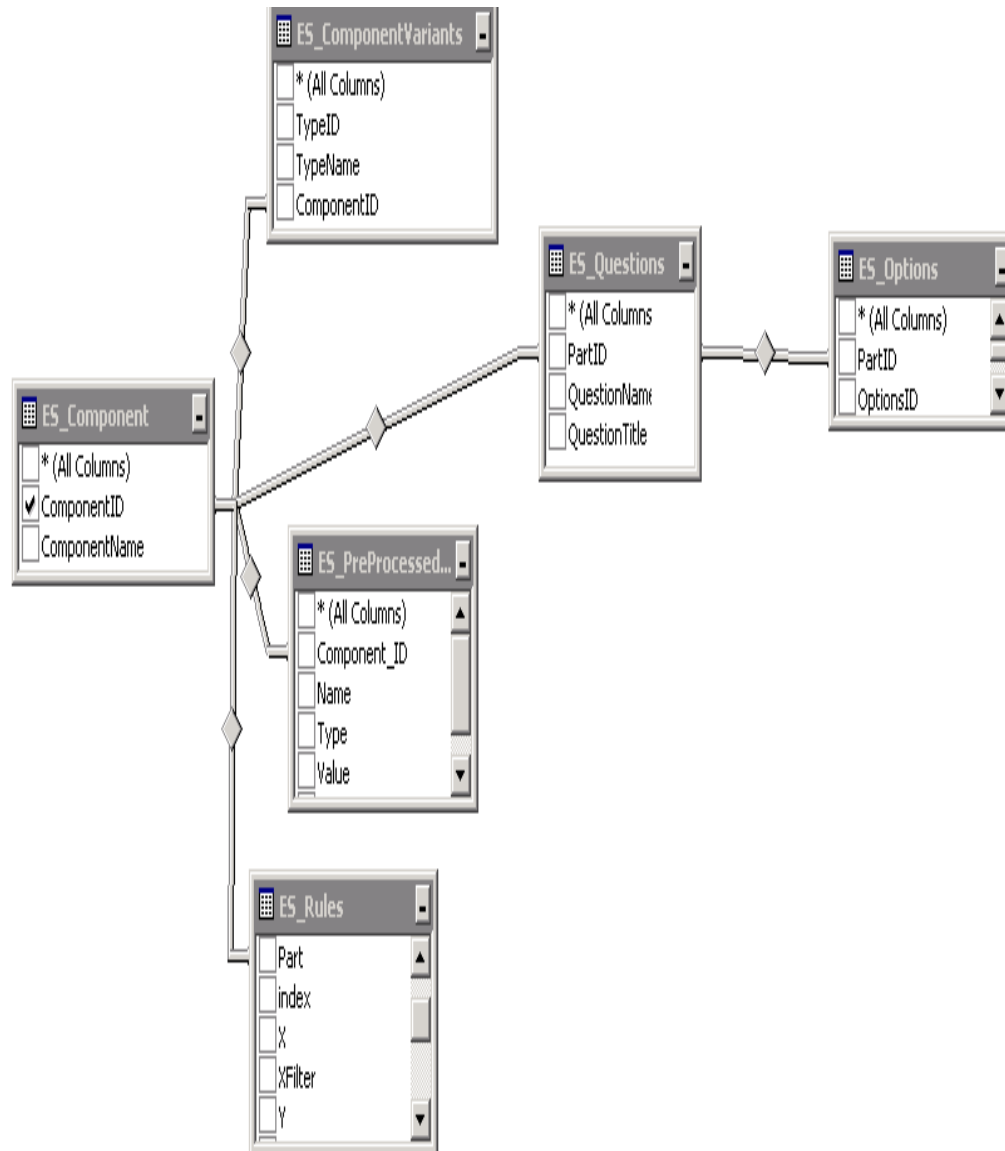 ES_ComponentVariants
* (All Columns)
TypeID
TypeName
ComponentID
ES_Questions
* (All Columns
PartID
QuestionName
QuestionTitle
ES_Options
* (All Columns)
PartID
OptionsID
ES_Component
* (All Columns)
ComponentID
ComponentName
ES_PreProcessed...
* (All Columns)
Component_ID
Name
Type
Value
ES_Rules
Part
index
X
XFilter
Y